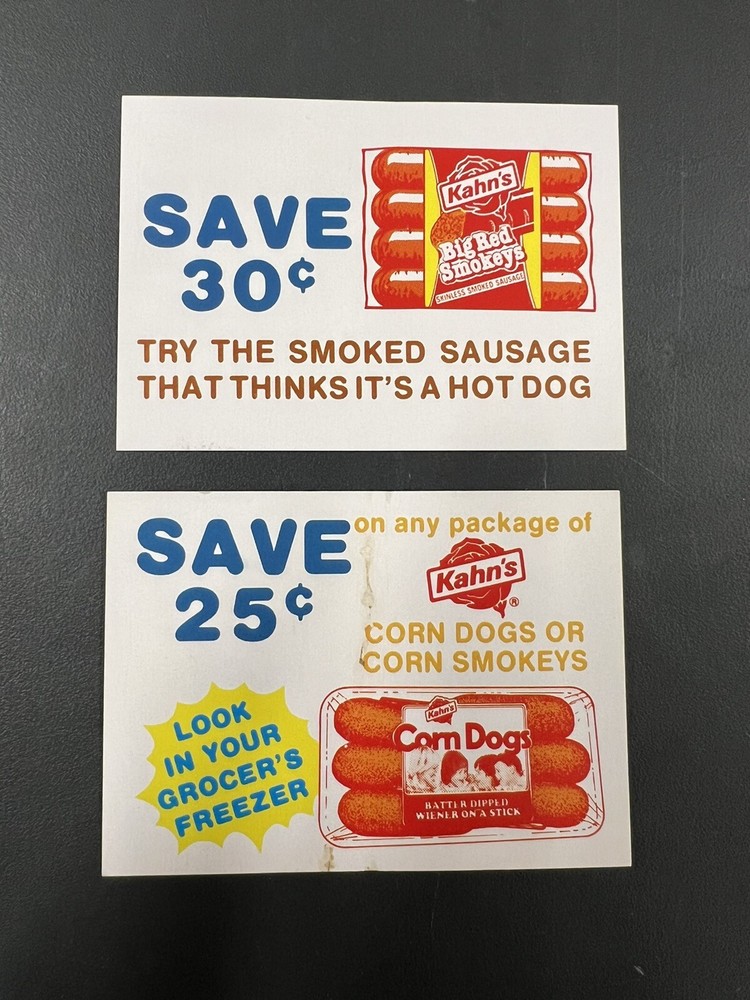 SAVE
30¢
Kahn's
Big Red
Smokeys
SKINLESS SMOKED SAUSAGE
TRY THE SMOKED SAUSAGE
THAT THINKS IT'S A HOT DOG
SAVE on any package of
25¢
Kahn's
®
CORN DOGS OR
CORN SMOKEYS
LOOK
IN YOUR
GROCER'S
FREEZER
Kahn's
Corn Dogs
BATTER DIPPED
WIENER ON A STICK